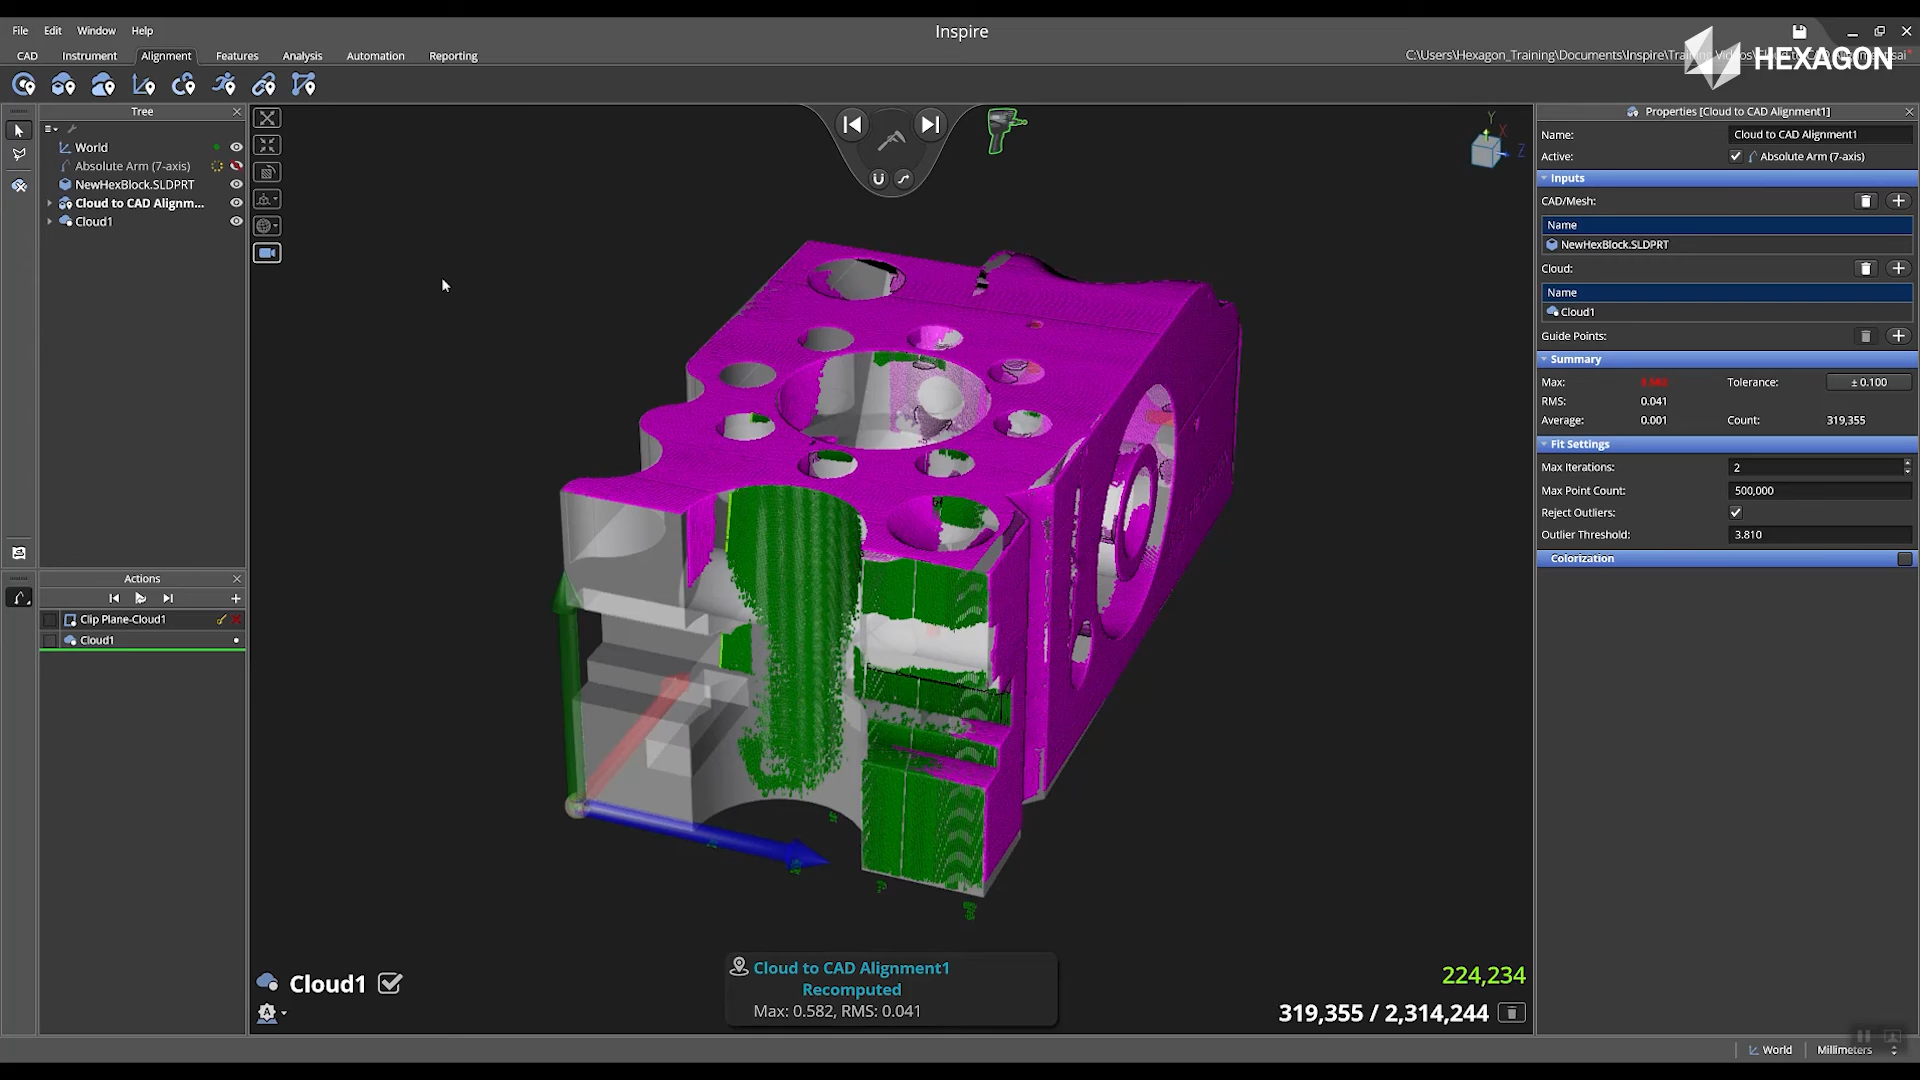 File Edit Window Help
Inspire
CAD Instrument Alignment Features Analysis Automation Reporting
C:\Users\Hexagon_Training\Documents\Inspire\Train
HEXAGON
Tree
World
Absolute Arm (7-axis)
NewHexBlock.SLDPRT
Cloud to CAD Alignm...
Cloud1
Actions
Clip Plane-Cloud1
Cloud1
Y
X
Z
Properties [Cloud to CAD Alignment1]
Name: Cloud to CAD Alignment1
Active: Absolute Arm (7-axis)
Inputs
CAD/Mesh:
Name
NewHexBlock.SLDPRT
Cloud:
Name
Cloud1
Guide Points:
Summary
Max: Tolerance: ± 0.100
RMS: 0.041
Average: 0.001 Count: 319,355
Fit Settings
Max Iterations: 2
Max Point Count: 500,000
Reject Outliers:
Outlier Threshold: 3.810
Colorization
Cloud1
Cloud to CAD Alignment1
Recomputed
Max: 0.582, RMS: 0.041
224,234
319,355 / 2,314,244
World Millimeters